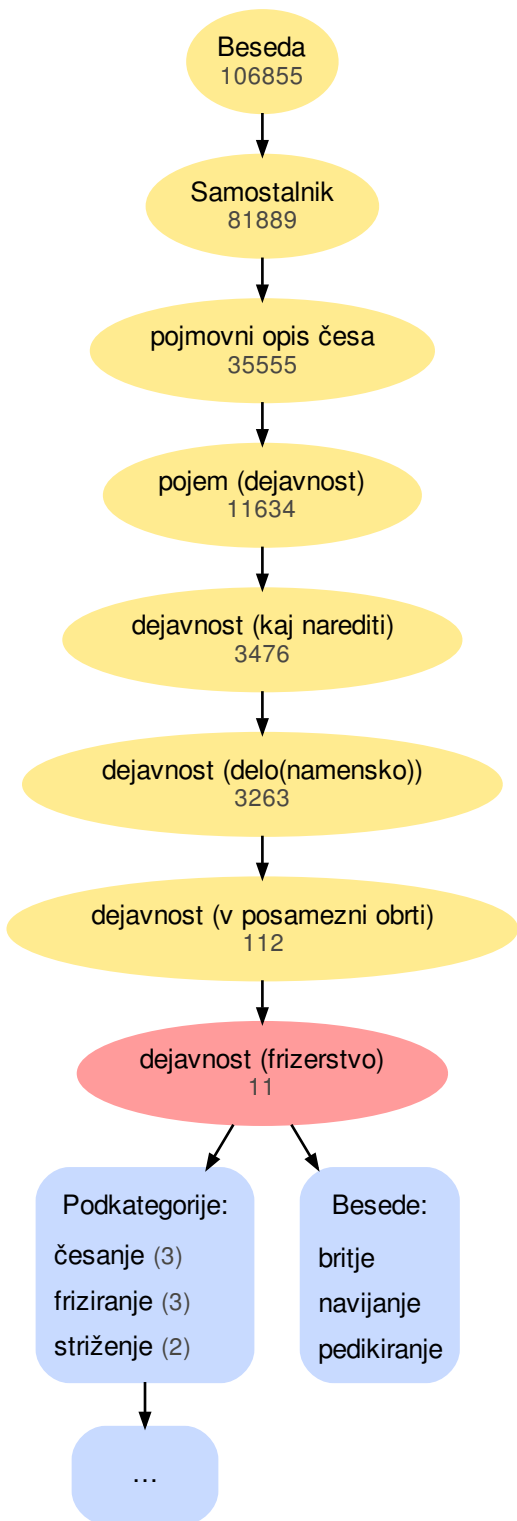 Beseda
106855
Samostalnik
81889
pojmovni opis česa
35555
pojem (dejavnost)
11634
dejavnost (kaj narediti)
3476
dejavnost (delo(namensko))
3263
dejavnost (v posamezni obrti)
112
dejavnost (frizerstvo)
11
Podkategorije:
česanje (3)
friziranje (3)
striženje (2)
Besede:
britje
navijanje
pedikiranje
…